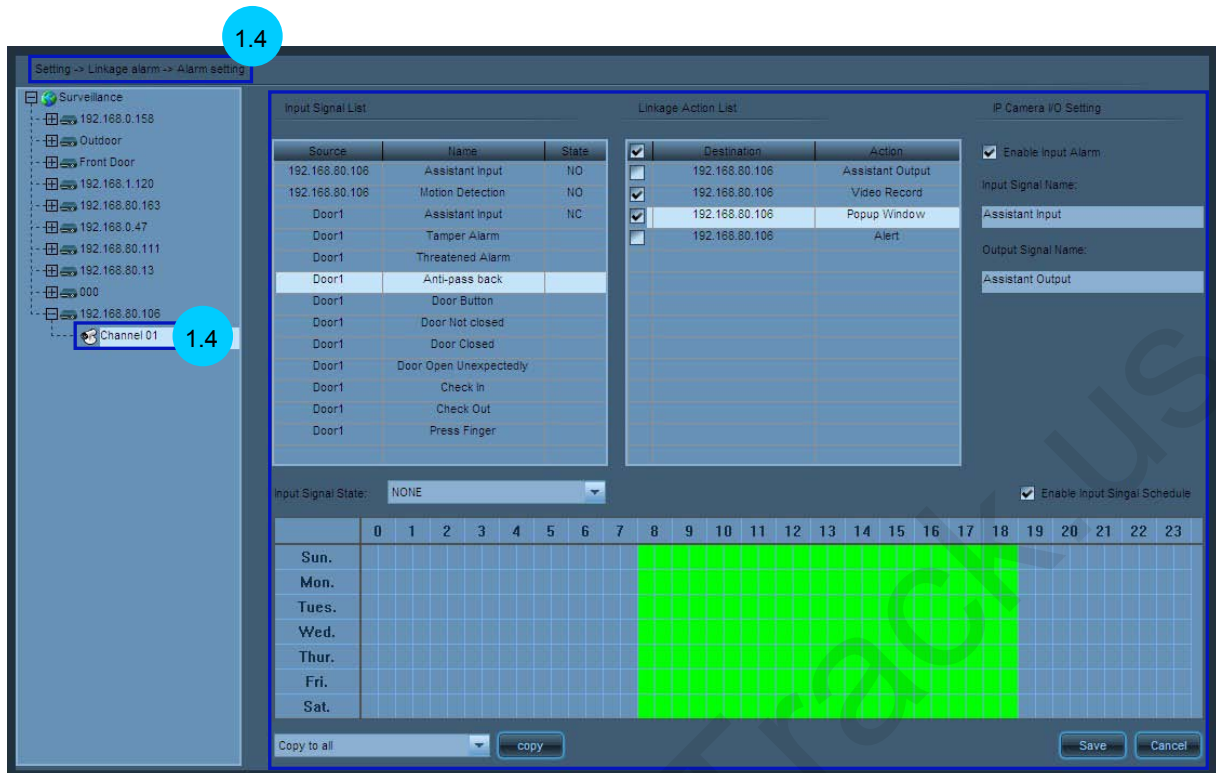 1.4
Setting -> Linkage alarm -> Alarm setting
Surveillance
192.168.0.158
Outdoor
Front Door
192.168.1.120
192.168.80.163
192.168.0.47
192.168.80.111
192.168.80.13
000
192.168.80.106
Channel 01
1.4
Input Signal List
Source Name State
192.168.80.106 Assistant Input NO
192.168.80.106 Motion Detection NO
Door1 Assistant Input NC
Door1 Tamper Alarm
Door1 Threatened Alarm
Door1 Anti-pass back
Door1 Door Button
Door1 Door Not closed
Door1 Door Closed
Door1 Door Open Unexpectedly
Door1 Check In
Door1 Check Out
Door1 Press Finger
Linkage Action List
Destination Action
192.168.80.106 Assistant Output
192.168.80.106 Video Record
192.168.80.106 Popup Window
192.168.80.106 Alert
IP Camera I/O Setting
Enable Input Alarm
Input Signal Name:
Assistant Input
Output Signal Name:
Assistant Output
Input Signal State: NONE
Enable Input Singal Schedule
0 1 2 3 4 5 6 7 8 9 10 11 12 13 14 15 16 17 18 19 20 21 22 23
Sun.
Mon.
Tues.
Wed.
Thur.
Fri.
Sat.
Copy to all copy Save Cancel
Track.us